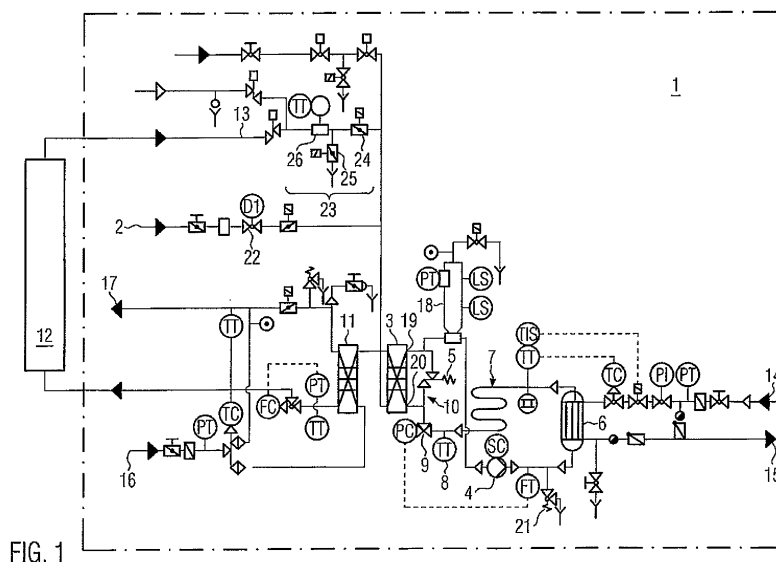 1
TT
13
26
24
25
23
D1
2
22
17
12
11
3
19
20
18
PT
LS
LS
5
10
7
TIS
TT
TC
PI
PT
14
6
15
TT
TC
FC
PT
TT
PT
16
PC
9
TT
8
SC
4
FT
21
FIG. 1